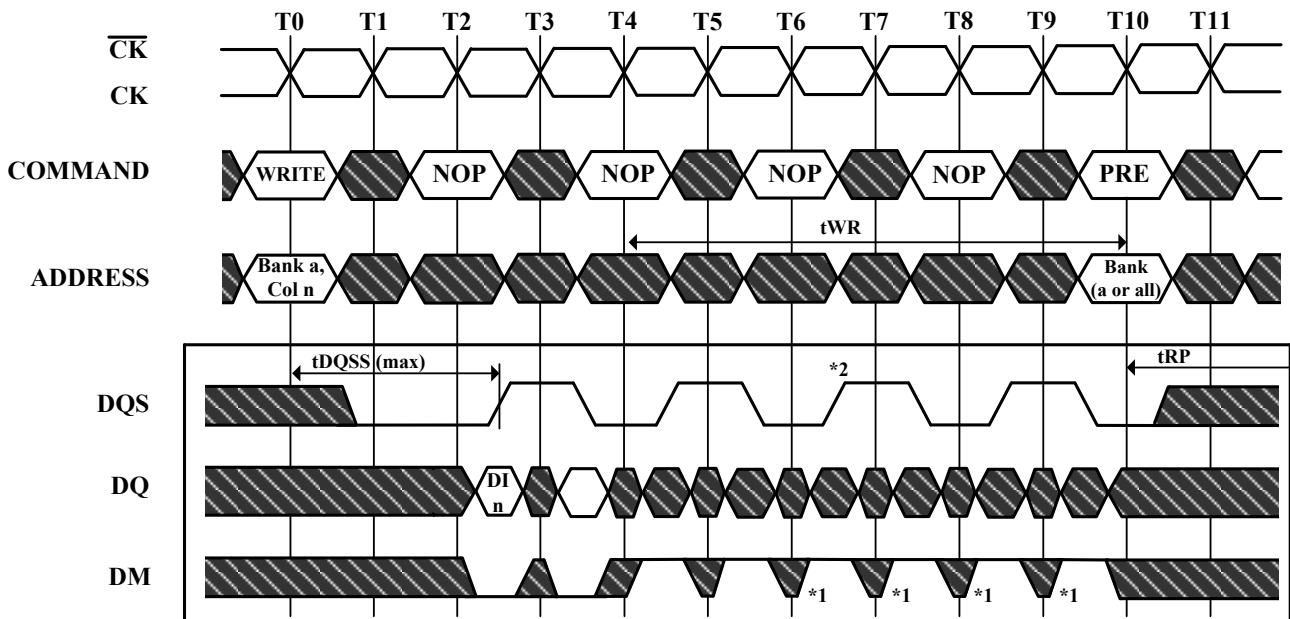 T0 T1 T2 T3 T4 T5 T6 T7 T8 T9 T10 T11
CK
CK
COMMAND WRITE NOP NOP NOP NOP PRE
tWR
ADDRESS
Bank a,
Col n
Bank
(a or all)
tDQSS (max)
*2
tRP
DQS
DQ
DI
n
DM
*1 *1 *1 *1